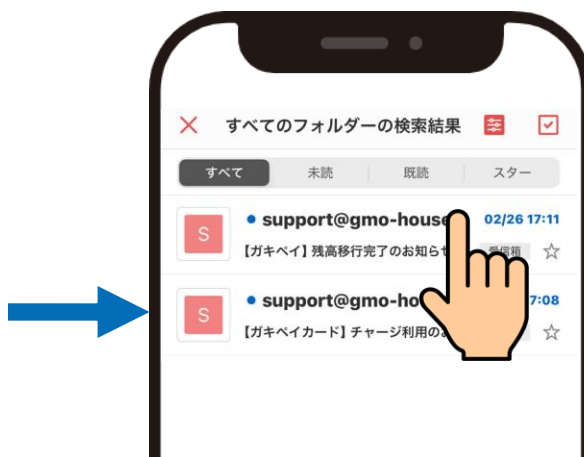 すべてのフォルダーの検索結果
すべて 未読 既読 スター
S
support@gmo-house 02/26 17:11
【ガキペイ】残高移行完了のお知らせ 受信箱
S
support@gmo-ho 7:08
【ガキペイカード】チャージ利用のお